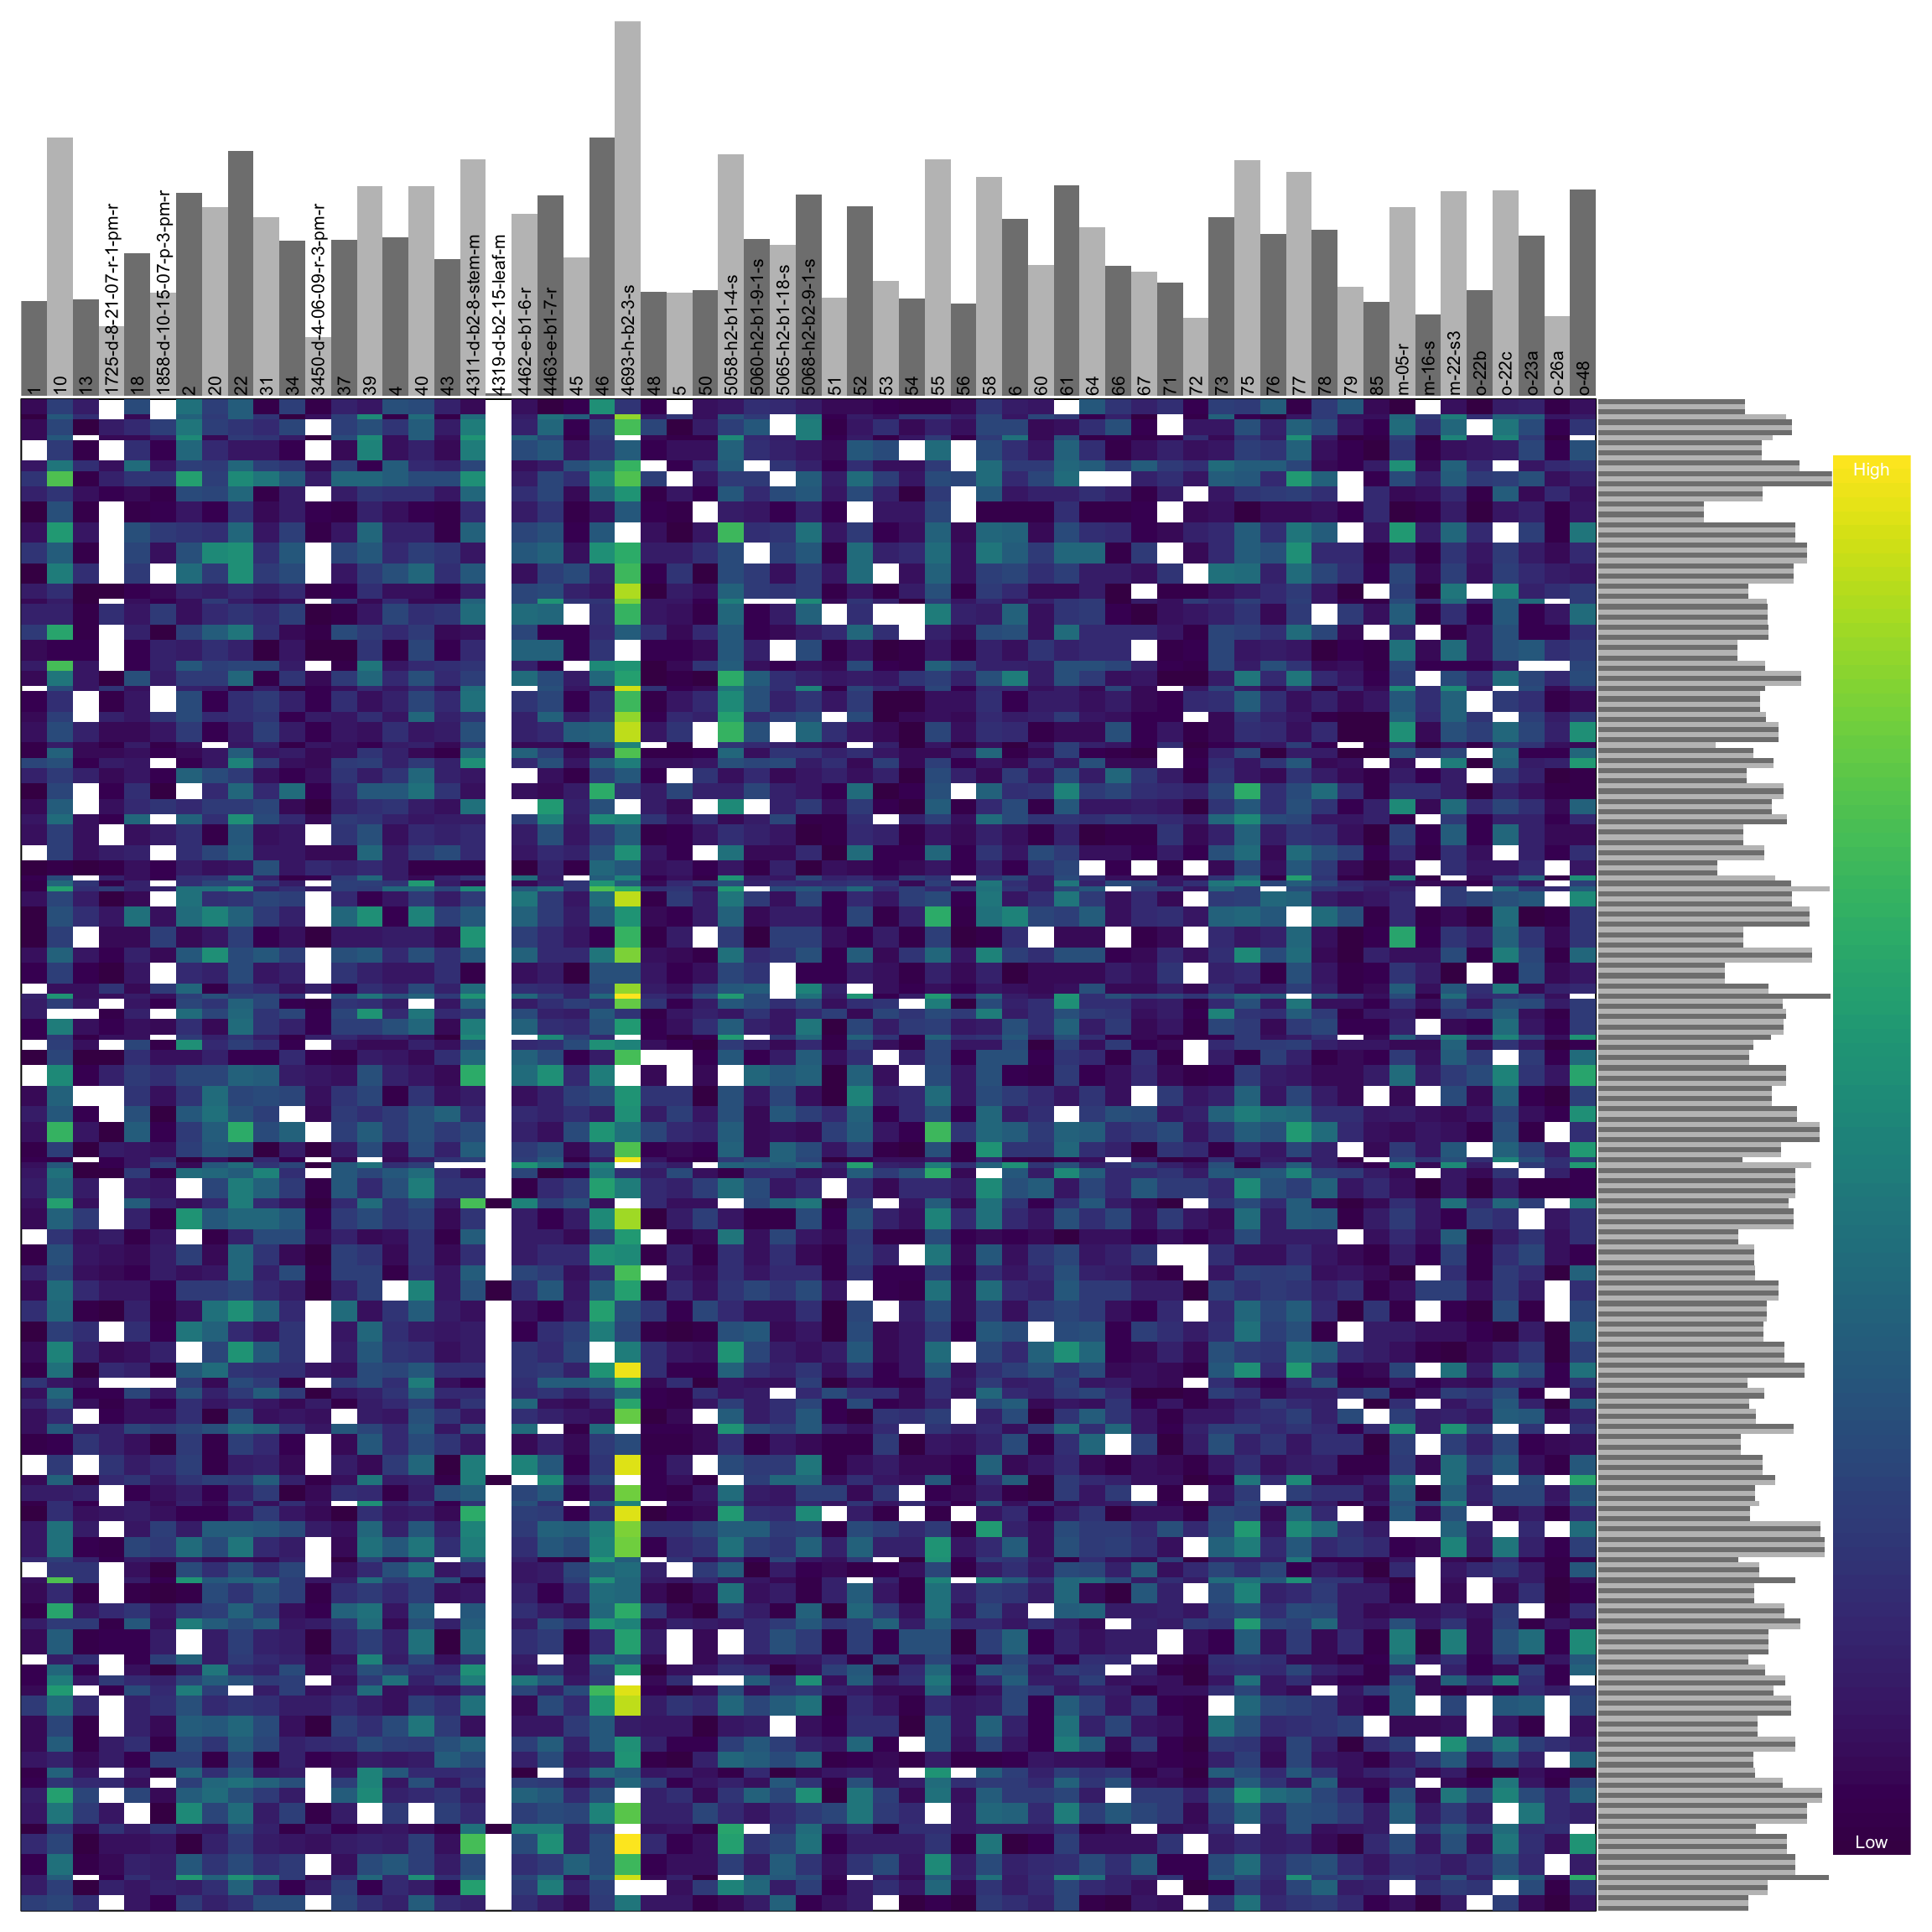 1
10
13
1725-d-8-21-07-r-1-pm-r
18
1858-d-10-15-07-p-3-pm-r
2
20
22
31
34
3450-d-4-06-09-r-3-pm-r
37
39
4
40
43
4311-d-b2-8-stem-m
4319-d-b2-15-leaf-m
4462-e-b1-6-r
4463-e-b1-7-r
45
46
4693-h-b2-3-s
48
5
50
5058-h2-b1-4-s
5060-h2-b1-9-1-s
5065-h2-b1-18-s
5068-h2-b2-9-1-s
51
52
53
54
55
56
58
6
60
61
64
66
67
71
72
73
75
76
77
78
79
85
m-05-r
m-16-s
m-22-s3
o-22b
o-22c
o-23a
o-26a
o-48
High
Low